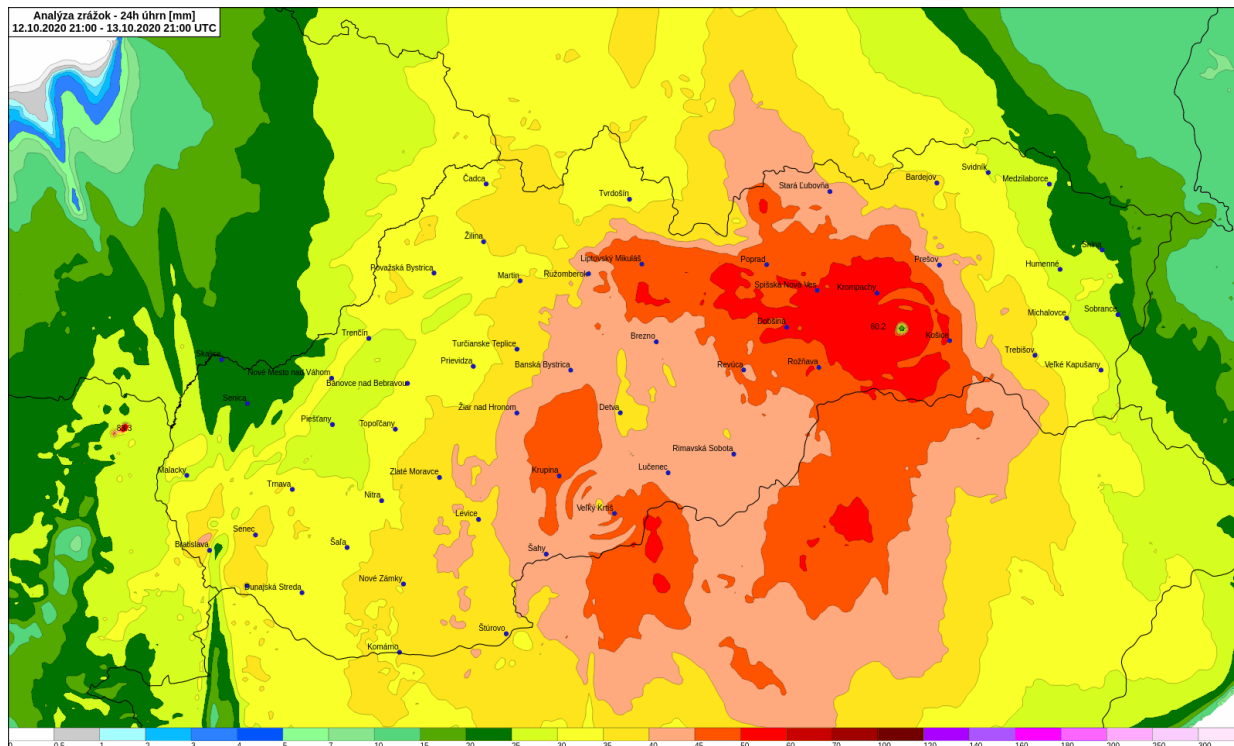 Analýza zrážok - 24h úhrn [mm]
12.10.2020 21:00 - 13.10.2020 21:00 UTC
Svidník
Čadca
Bardejov
Medzilaborce
Stará Ľubovňa
Tvrdošín
Žilina
Snina
Liptovský Mikuláš
Poprad
Prešov
Humenné
Považská Bystrica
Martin
Ružomberok
Spišská Nová Ves
Krompachy
Michalovce
Sobrance
Dobšiná
60.2
Trenčín
Brezno
Košice
Turčianske Teplice
Skalica
Prievidza
Banská Bystrica
Revúca
Rožňava
Trebišov
Veľké Kapušany
Nové Mesto nad Váhom
Bánovce nad Bebravou
Senica
Žiar nad Hronom
Detva
Piešťany
Topoľčany
Rimavská Sobota
Malacky
Zlaté Moravce
Krupina
Lučenec
Trnava
Nitra
Levice
Veľký Krtíš
Senec
Bratislava
Šaľa
Šahy
Nové Zámky
Dunajská Streda
Štúrovo
Komárno
0 0.5 1 2 3 4 5 7 10 15 20 25 30 35 40 45 50 60 70 100 120 140 160 180 200 250 300